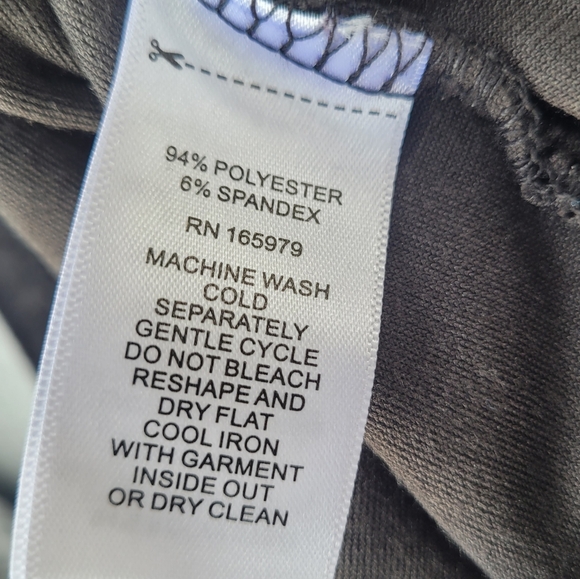 94% POLYESTER
6% SPANDEX
RN 165979
MACHINE WASH
COLD
SEPARATELY
GENTLE CYCLE
DO NOT BLEACH
RESHAPE AND
DRY FLAT
COOL IRON
WITH GARMENT
INSIDE OUT
OR DRY CLEAN